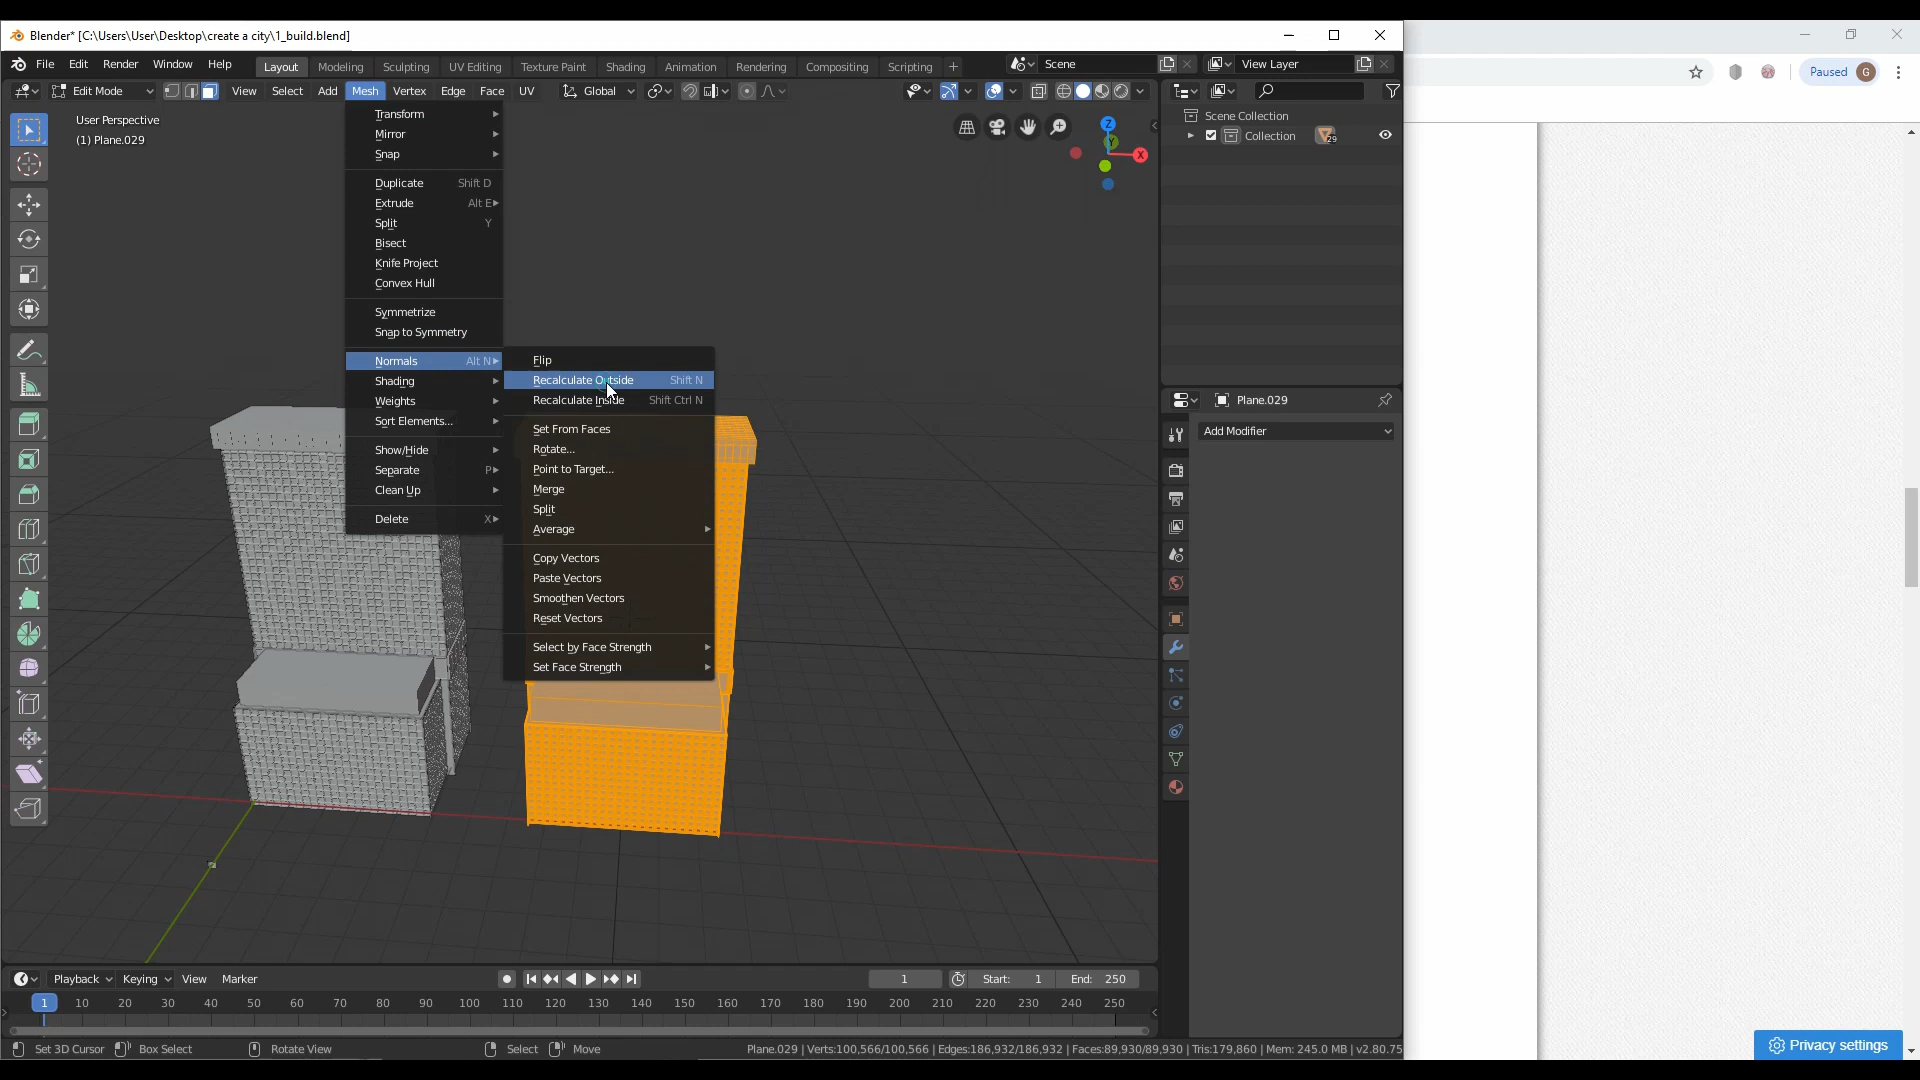 Blender* [C:\Users\User\Desktop\create a city\1_build.blend]
File Edit Render Window Help Layout Modeling Sculpting UV Editing Texture Paint Shading Animation Rendering Compositing Scripting + Scene View Layer
Paused G
Edit Mode View Select Add Mesh Vertex Edge Face UV Global
User Perspective
(1) Plane.029
Transform
Mirror
Snap
Duplicate Shift D
Extrude Alt E
Split Y
Bisect
Knife Project
Convex Hull
Symmetrize
Snap to Symmetry
Normals Alt N
Shading
Weights
Sort Elements...
Show/Hide
Separate P
Clean Up
Delete X
Flip
Recalculate Outside Shift N
Recalculate Inside Shift Ctrl N
Set From Faces
Rotate...
Point to Target...
Merge
Split
Average
Copy Vectors
Paste Vectors
Smoothen Vectors
Reset Vectors
Select by Face Strength
Set Face Strength
Z
Y
X
Scene Collection
Collection 29
Plane.029
Add Modifier
Playback Keying View Marker 1 Start: 1 End: 250
1 10 20 30 40 50 60 70 80 90 100 110 120 130 140 150 160 170 180 190 200 210 220 230 240 250
Set 3D Cursor Box Select Rotate View Select Move Plane.029 | Verts:100,566/100,566 | Edges:186,932/186,932 | Faces:89,930/89,930 | Tris:179,860 | Mem: 245.0 MB | v2.80.75
Privacy settings